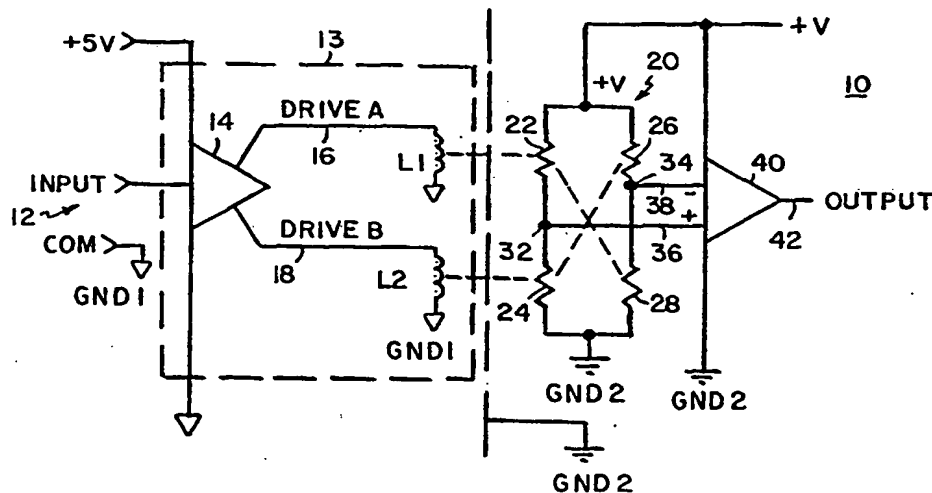 +5V
13
+V
20
10
+V
14
DRIVE A
22
26
16
34
40
L1
INPUT
38
-
OUTPUT
12
DRIVE B
32
+
36
42
COM
18
L2
24
28
GND1
GND1
GND 2
GND 2
GND 2